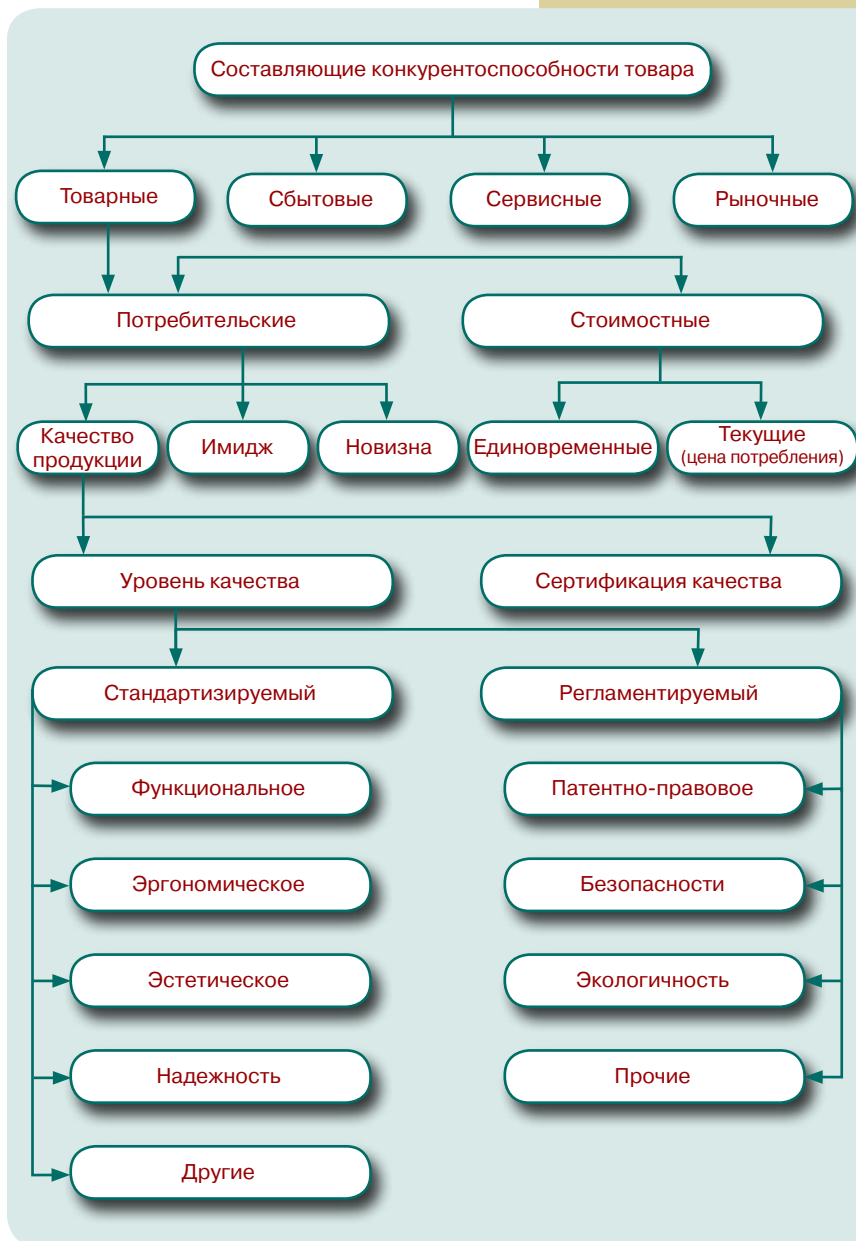 Составляющие конкурентоспособности товара
Товарные
Сбытовые
Сервисные
Рыночные
Потребительские
Стоимостные
Качество
продукции
Имидж
Новизна
Единовременные
Текущие
(цена потребления)
Уровень качества
Сертификация качества
Стандартизируемый
Регламентируемый
Функциональное
Патентно-правовое
Эргономическое
Безопасности
Эстетическое
Экологичность
Надежность
Прочие
Другие